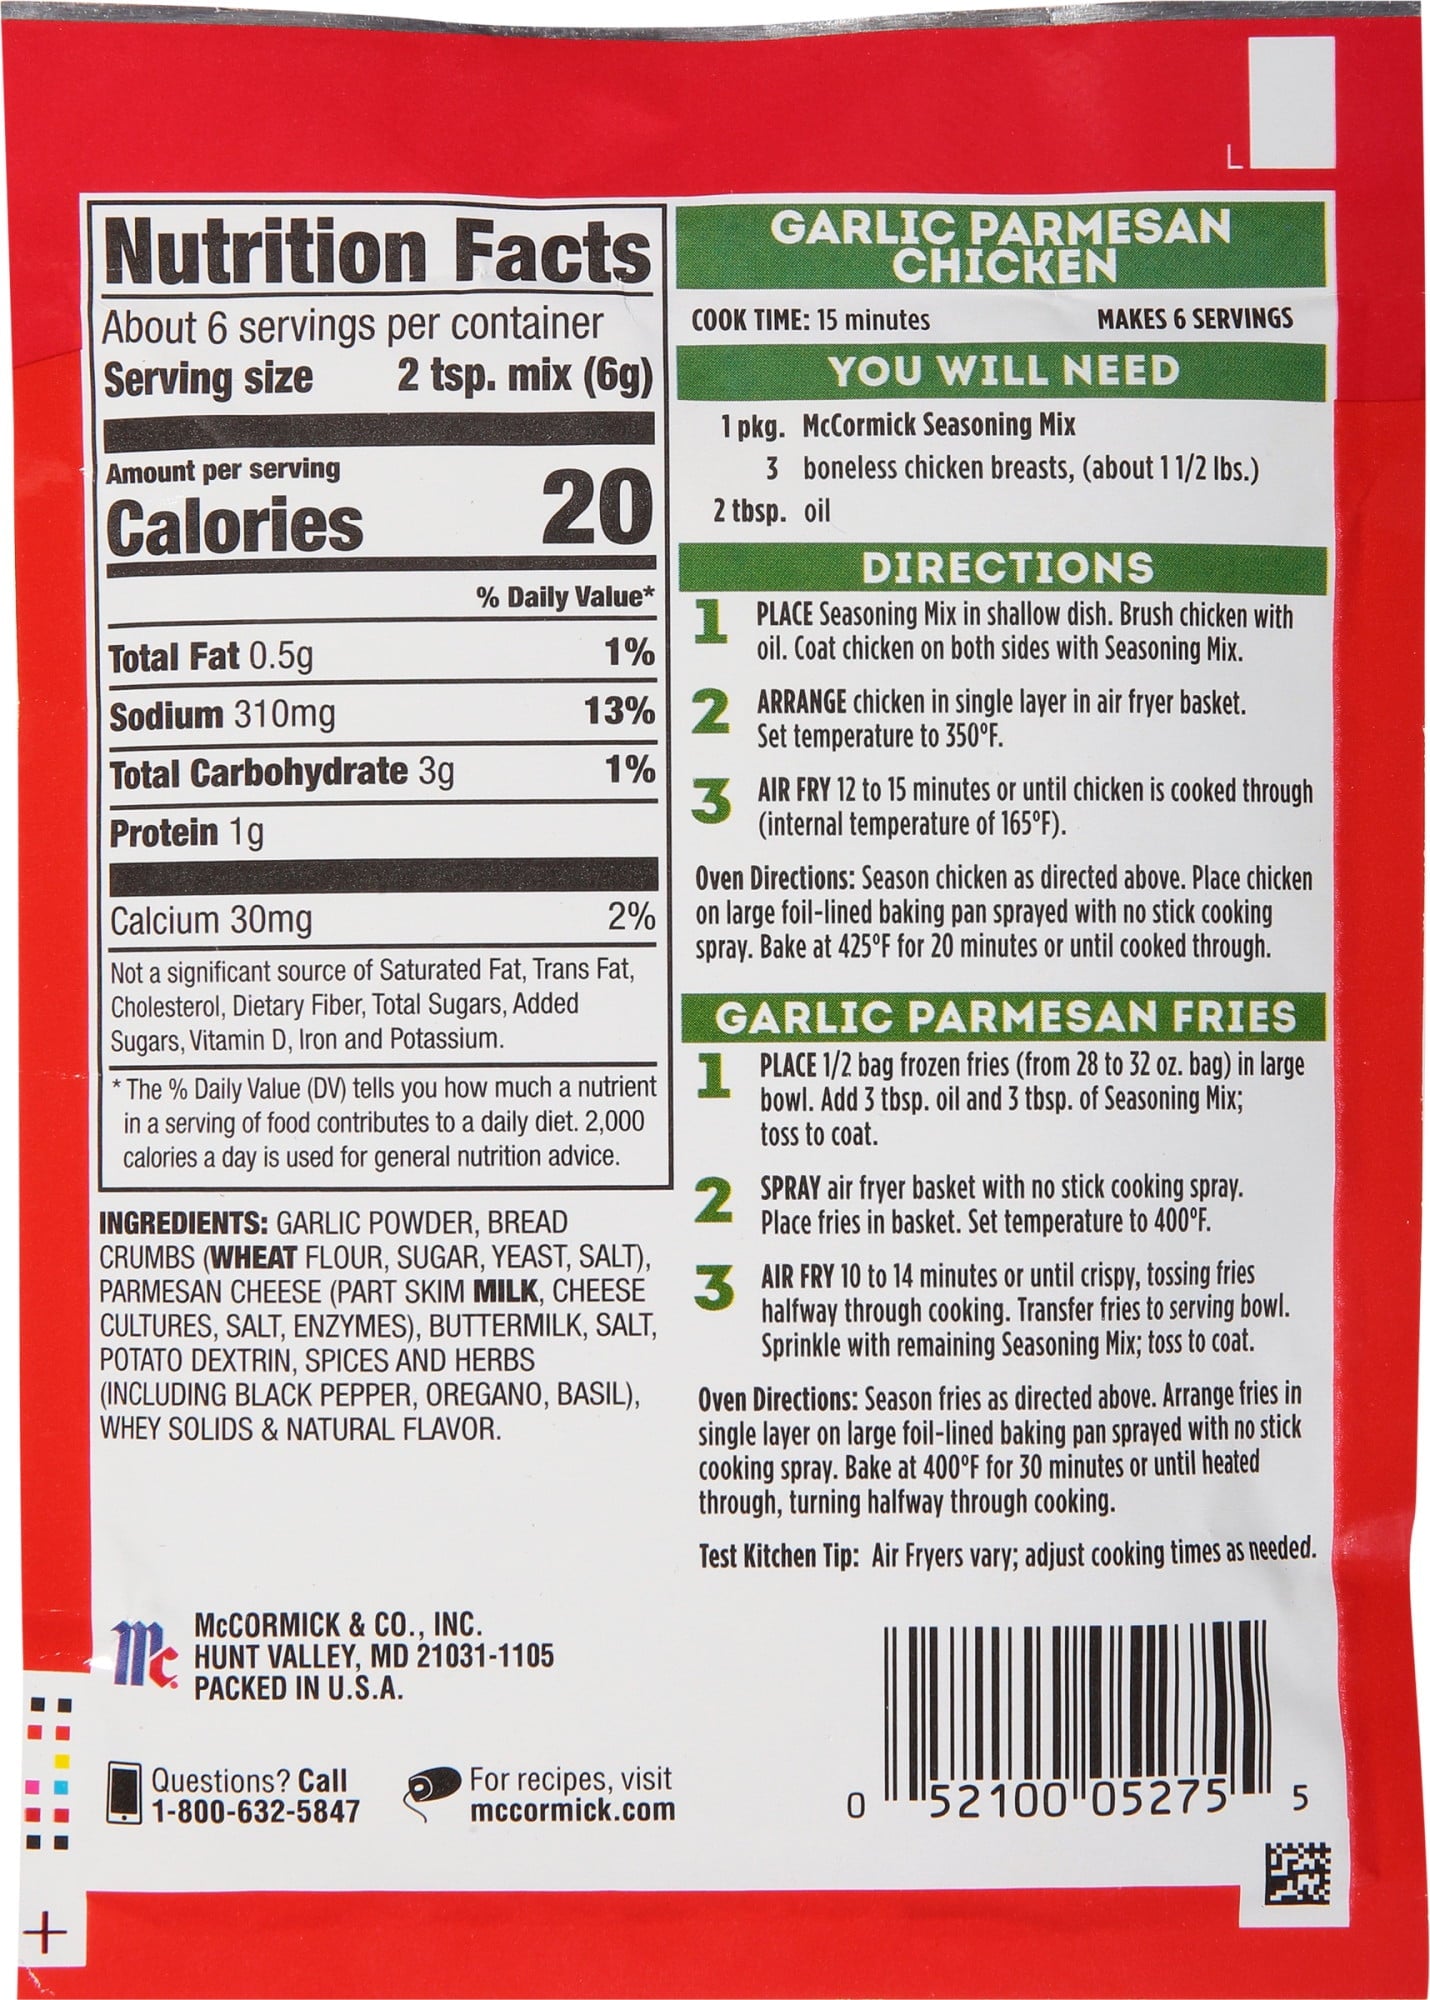 L
Nutrition Facts
About 6 servings per container
Serving size 2 tsp. mix (6g)
Amount per serving
Calories 20
% Daily Value*
Total Fat 0.5g 1%
Sodium 310mg 13%
Total Carbohydrate 3g 1%
Protein 1g
Calcium 30mg 2%
Not a significant source of Saturated Fat, Trans Fat,
Cholesterol, Dietary Fiber, Total Sugars, Added
Sugars, Vitamin D, Iron and Potassium.
* The % Daily Value (DV) tells you how much a nutrient
in a serving of food contributes to a daily diet. 2,000
calories a day is used for general nutrition advice.
INGREDIENTS: GARLIC POWDER, BREAD
CRUMBS (WHEAT FLOUR, SUGAR, YEAST, SALT),
PARMESAN CHEESE (PART SKIM MILK, CHEESE
CULTURES, SALT, ENZYMES), BUTTERMILK, SALT,
POTATO DEXTRIN, SPICES AND HERBS
(INCLUDING BLACK PEPPER, OREGANO, BASIL),
WHEY SOLIDS & NATURAL FLAVOR.
Mc
McCORMICK & CO., INC.
HUNT VALLEY, MD 21031-1105
PACKED IN U.S.A.
Questions? Call
1-800-632-5847
For recipes, visit
mccormick.com
GARLIC PARMESAN
CHICKEN
COOK TIME: 15 minutes MAKES 6 SERVINGS
YOU WILL NEED
1 pkg. McCormick Seasoning Mix
3 boneless chicken breasts, (about 1 1/2 lbs.)
2 tbsp. oil
DIRECTIONS
1 PLACE Seasoning Mix in shallow dish. Brush chicken with
oil. Coat chicken on both sides with Seasoning Mix.
2 ARRANGE chicken in single layer in air fryer basket.
Set temperature to 350°F.
3 AIR FRY 12 to 15 minutes or until chicken is cooked through
(internal temperature of 165°F).
Oven Directions: Season chicken as directed above. Place chicken
on large foil-lined baking pan sprayed with no stick cooking
spray. Bake at 425°F for 20 minutes or until cooked through.
GARLIC PARMESAN FRIES
1 PLACE 1/2 bag frozen fries (from 28 to 32 oz. bag) in large
bowl. Add 3 tbsp. oil and 3 tbsp. of Seasoning Mix;
toss to coat.
2 SPRAY air fryer basket with no stick cooking spray.
Place fries in basket. Set temperature to 400°F.
3 AIR FRY 10 to 14 minutes or until crispy, tossing fries
halfway through cooking. Transfer fries to serving bowl.
Sprinkle with remaining Seasoning Mix; toss to coat.
Oven Directions: Season fries as directed above. Arrange fries in
single layer on large foil-lined baking pan sprayed with no stick
cooking spray. Bake at 400°F for 30 minutes or until heated
through, turning halfway through cooking.
Test Kitchen Tip: Air Fryers vary; adjust cooking times as needed.
0 52100 05275 5